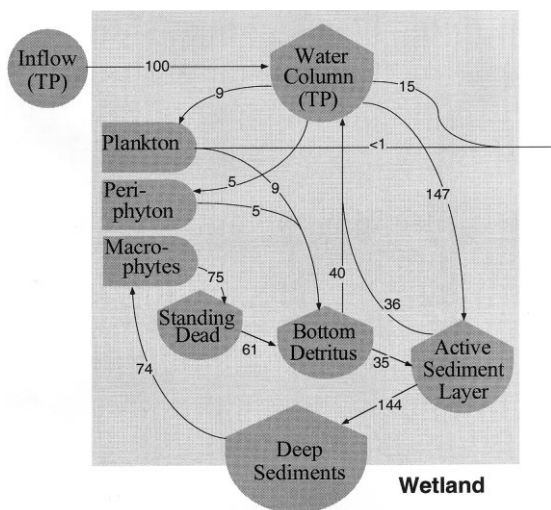 Inflow
(TP)
100
Water
Column
(TP)
15
9
Plankton
<1
9
5
Peri-
phyton
5
147
Macro-
phytes
75
40
36
Standing
Dead
61
Bottom
Detritus
35
Active
Sediment
Layer
74
144
Deep
Sediments
Wetland